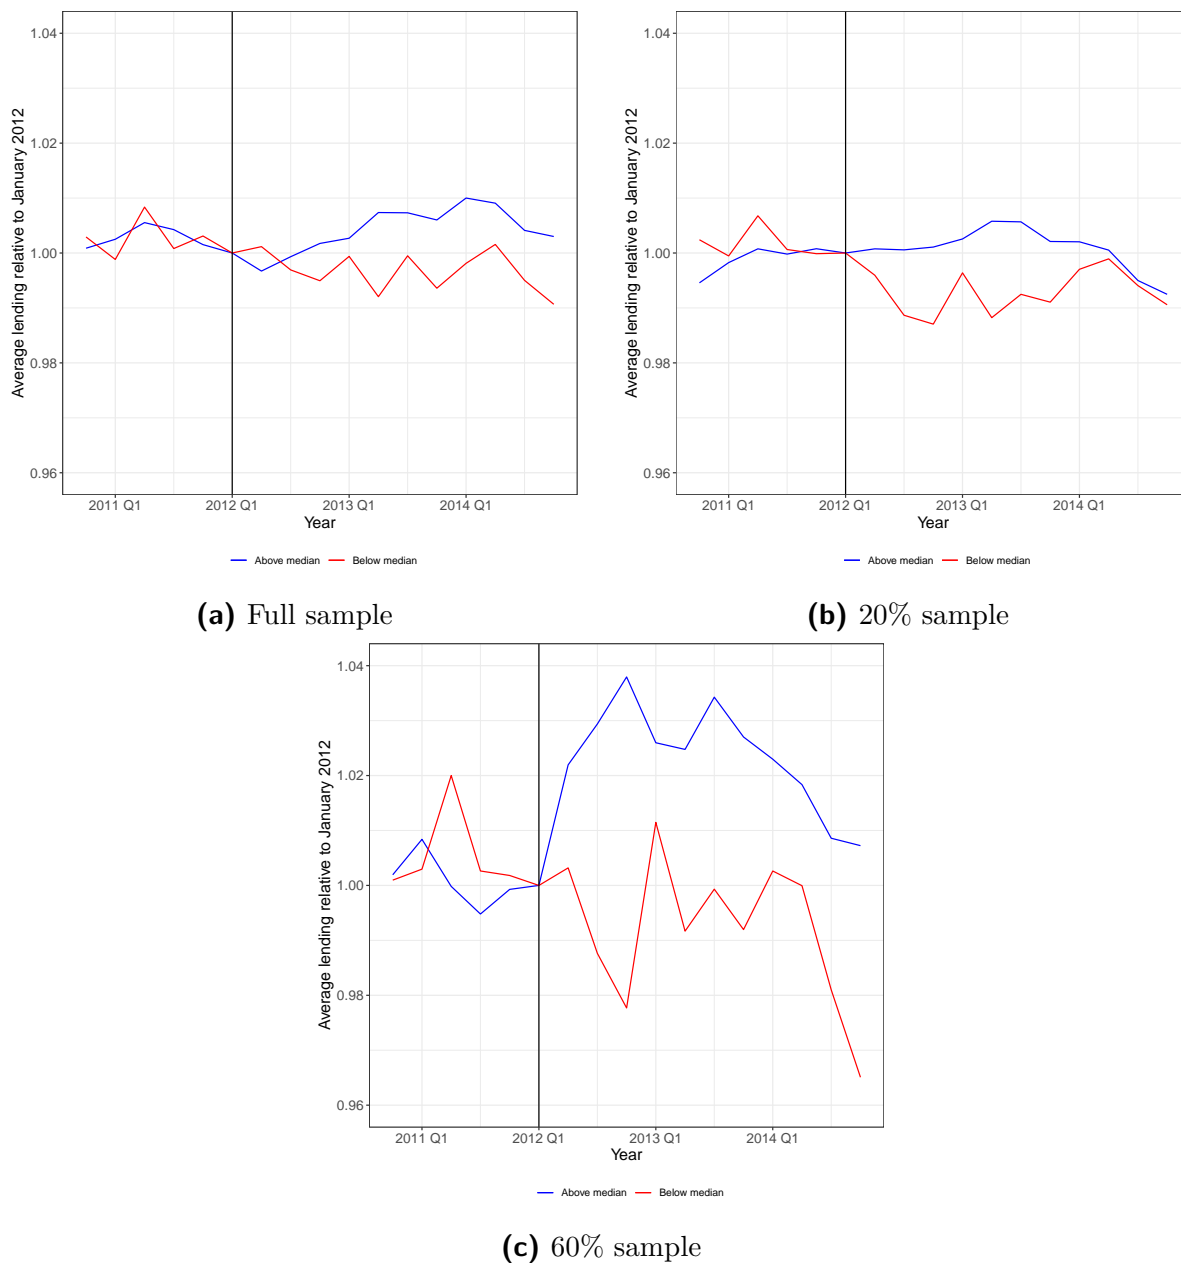 1.04
1.02
1.00
0.98
0.96
Average lending relative to January 2012
2011 Q1 2012 Q1 2013 Q1 2014 Q1
Year
Above median Below median
(a) Full sample
1.04
1.02
1.00
0.98
0.96
Average lending relative to January 2012
2011 Q1 2012 Q1 2013 Q1 2014 Q1
Year
Above median Below median
(b) 20% sample
1.04
1.02
1.00
0.98
0.96
Average lending relative to January 2012
2011 Q1 2012 Q1 2013 Q1 2014 Q1
Year
Above median Below median
(c) 60% sample